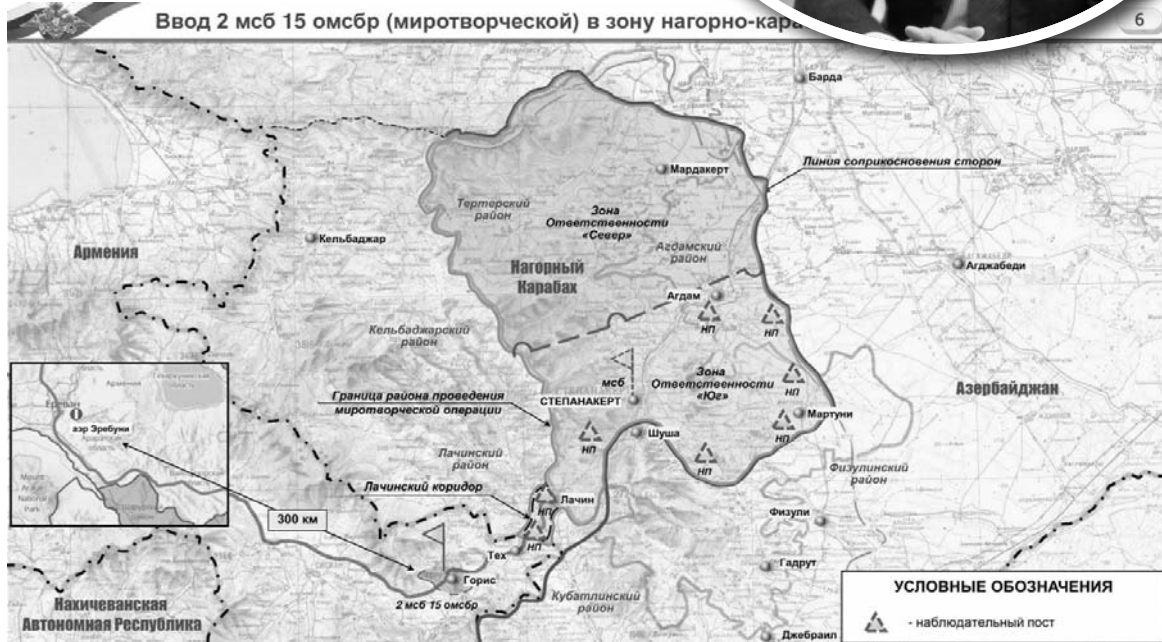 Ввод 2 мсб 15 омсбр (миротворческой) в зону нагорно-кара
6
Барда
Линия соприкосновения сторон
Мардакерт
Тертерский
район
Зона
Ответственности
«Север»
Армения
Кельбаджар
Агдамский
район
Нагорный
Карабах
Агджабеди
Агдам
НП
НП
Кельбаджарский
район
мсб
Зона
Ответственности
«Юг»
НП
Азербайджан
Граница района проведения
миротворческой операции
СТЕПАНАКЕРТ
Мартуни
НП
Шуша
НП
НП
Ереван
аэр Эребуни
Лачинский
район
Физулинский
район
Лачинский коридор
Лачин
НП
НП
300 км
Физули
Тех
Горис
Гадрут
2 мсб 15 омсбр
Кубатлинский
район
Нахичеванская
Автономная Республика
Джебраил
УСЛОВНЫЕ ОБОЗНАЧЕНИЯ
- наблюдательный пост